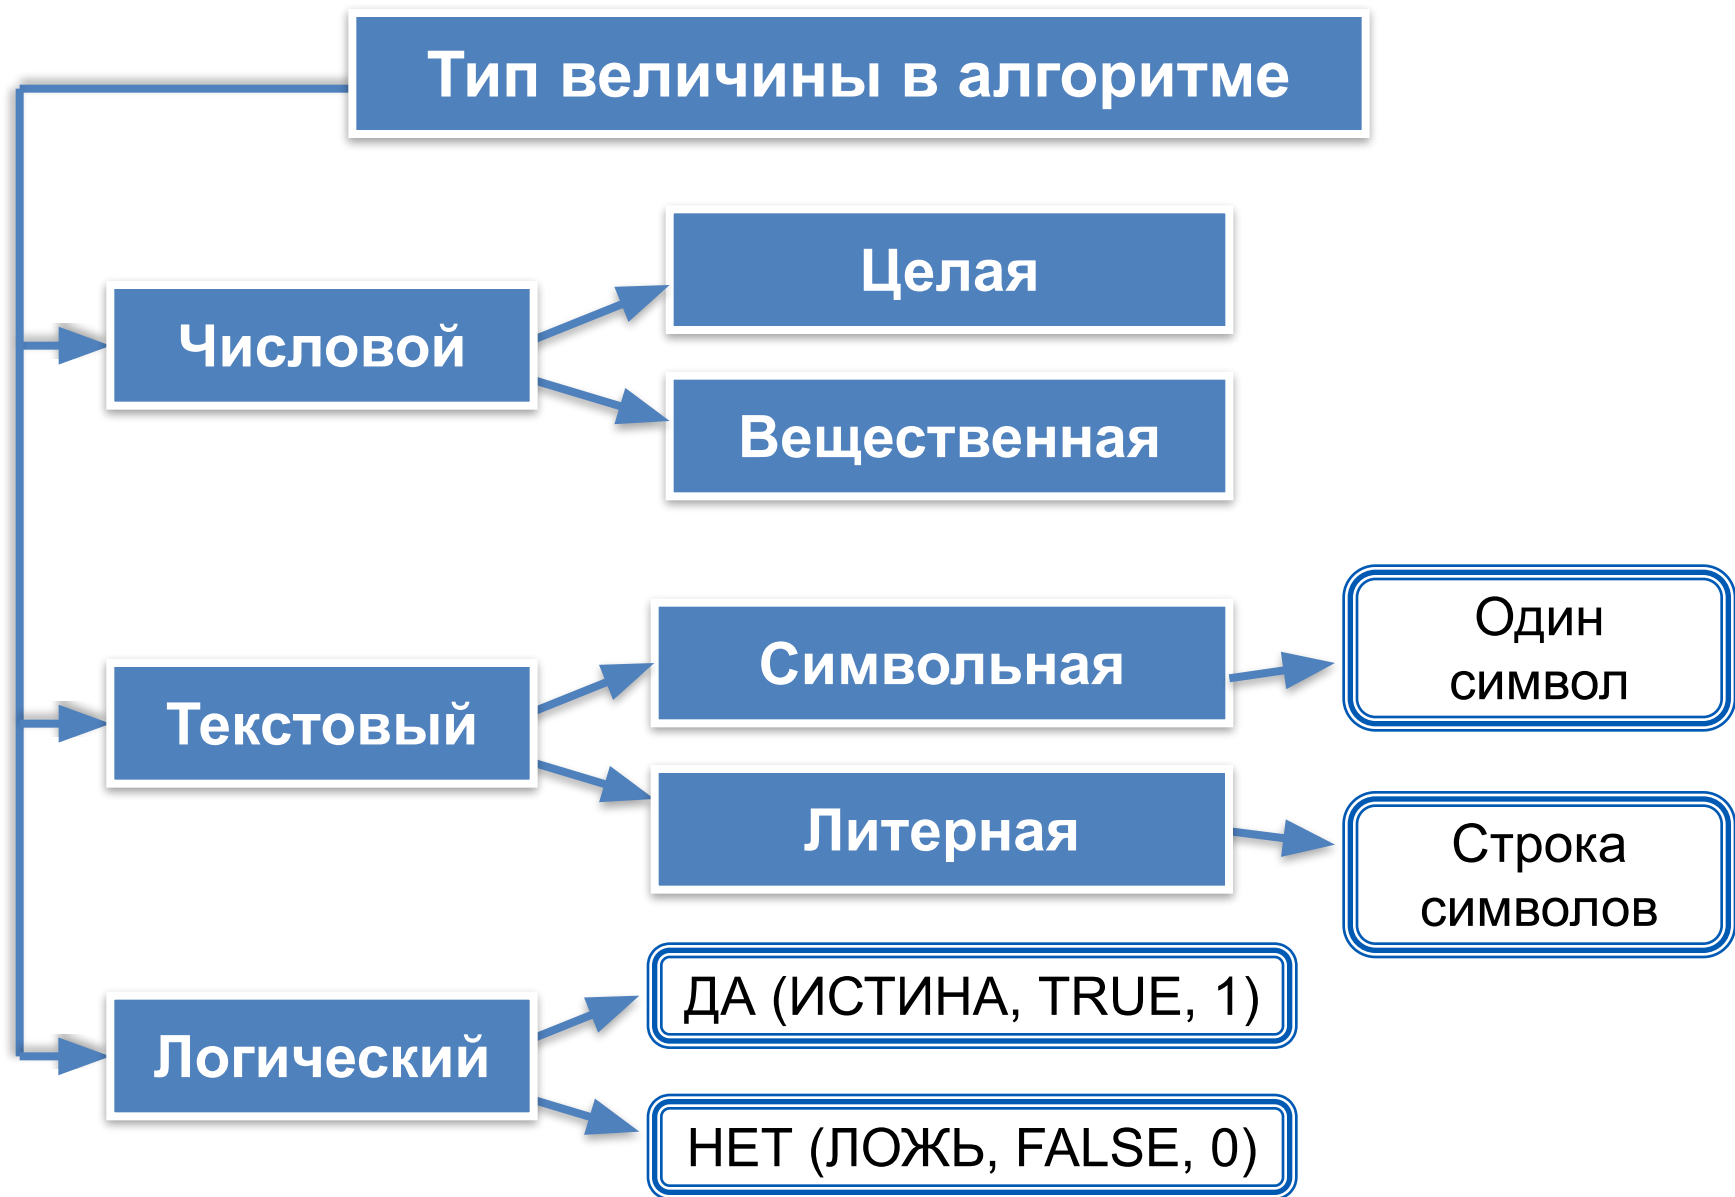 Тип величины в алгоритме
Числовой
Целая
Вещественная
Текстовый
Символьная
Один
символ
Литерная
Строка
символов
Логический
ДА (ИСТИНА, TRUE, 1)
НЕТ (ЛОЖЬ, FALSE, 0)